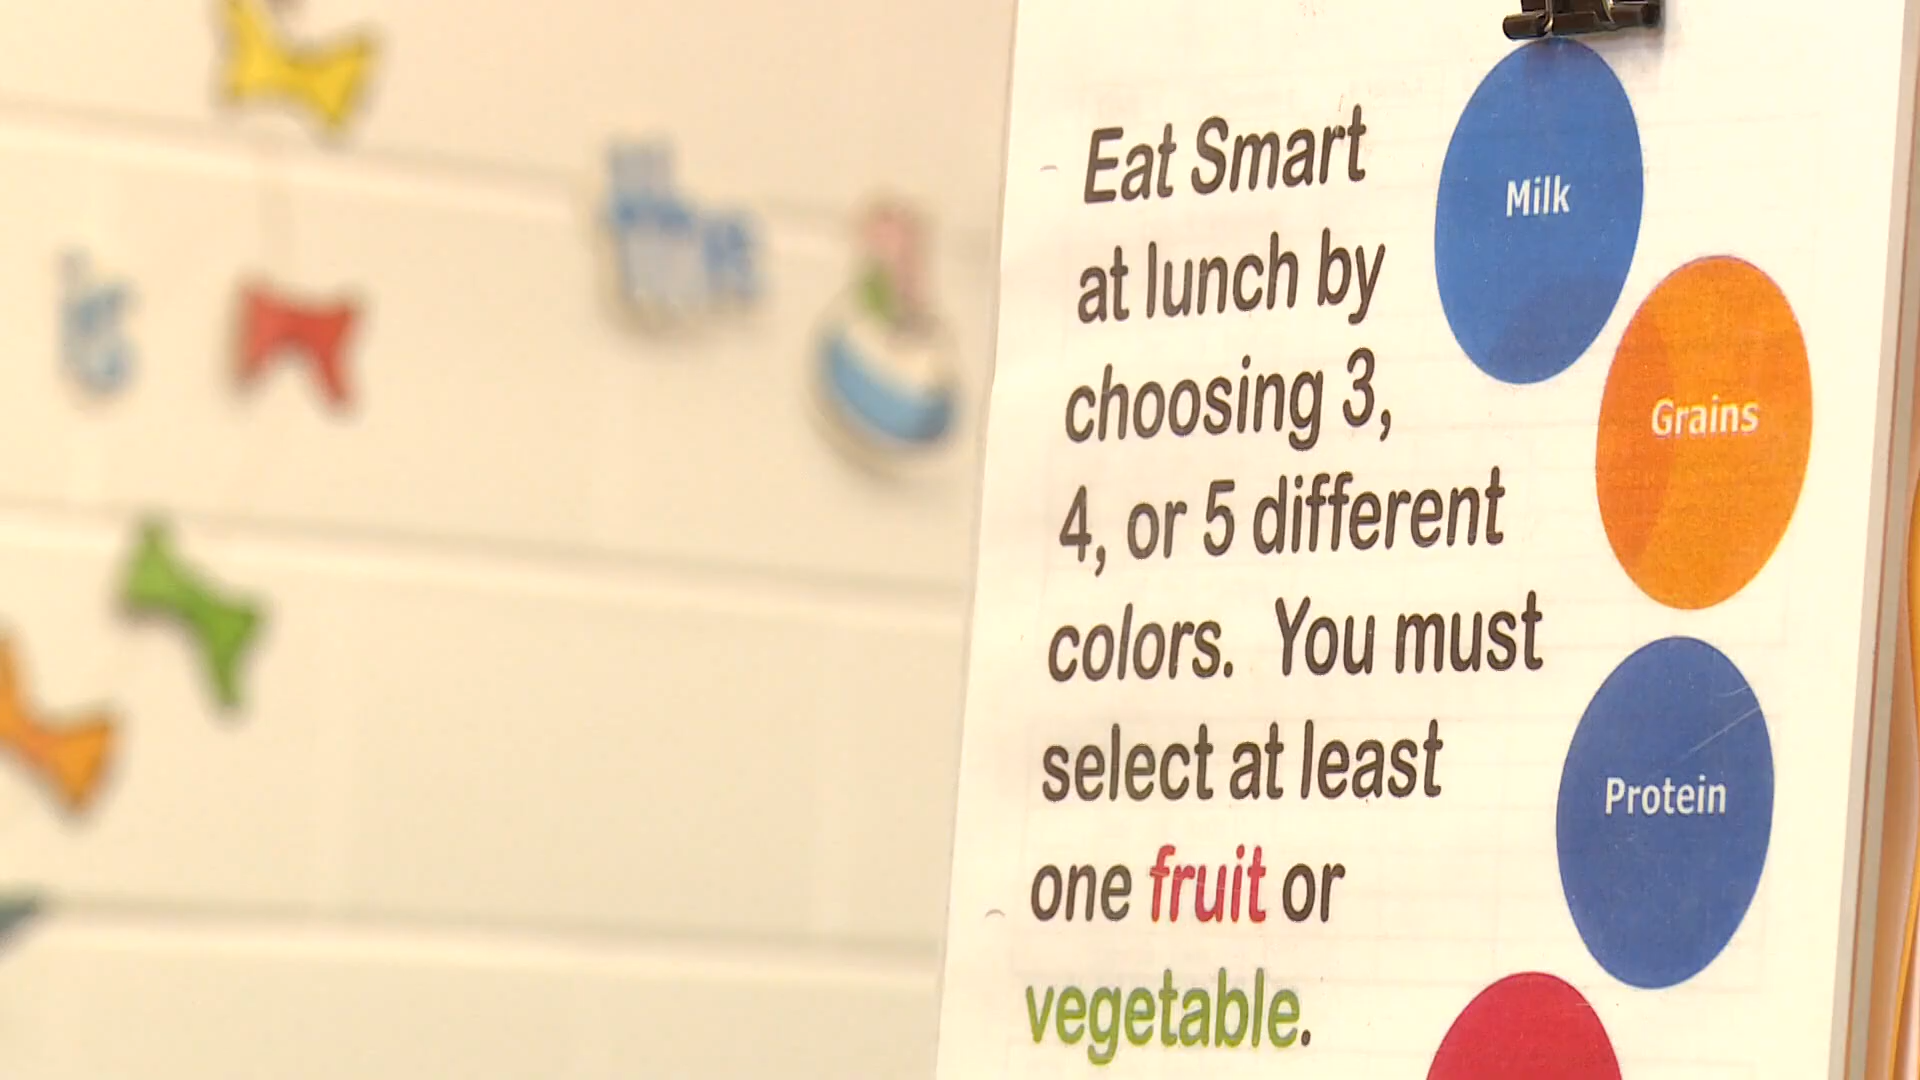 Eat Smart
at lunch by
choosing 3,
4, or 5 different
colors. You must
select at least
one fruit or
vegetable.
Milk
Grains
Protein